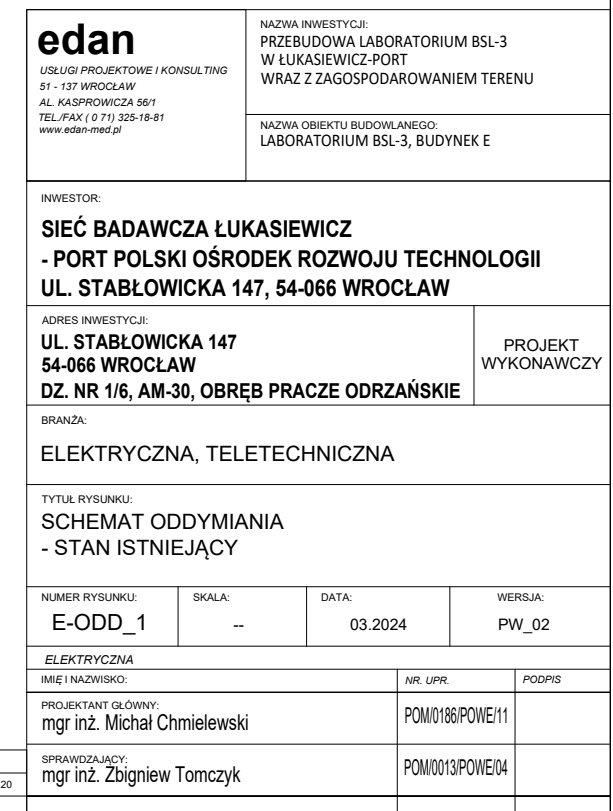 edan
USŁUGI PROJEKTOWE I KONSULTING
51 - 137 WROCŁAW
AL. KASPROWICZA 56/1
TEL./FAX ( 0 71) 325-18-81
www.edan-med.pl
NAZWA INWESTYCJI:
PRZEBUDOWA LABORATORIUM BSL-3
W ŁUKASIEWICZ-PORT
WRAZ Z ZAGOSPODAROWANIEM TERENU
NAZWA OBIEKTU BUDOWLANEGO:
LABORATORIUM BSL-3, BUDYNEK E
INWESTOR:
SIEĆ BADAWCZA ŁUKASIEWICZ
- PORT POLSKI OŚRODEK ROZWOJU TECHNOLOGII
UL. STABŁOWICKA 147, 54-066 WROCŁAW
ADRES INWESTYCJI:
UL. STABŁOWICKA 147
54-066 WROCŁAW
DZ. NR 1/6, AM-30, OBRĘB PRACZE ODRZAŃSKIE
PROJEKT
WYKONAWCZY
BRANŻA:
ELEKTRYCZNA, TELETECHNICZNA
TYTUŁ RYSUNKU:
SCHEMAT ODDYMIANIA
- STAN ISTNIEJĄCY
NUMER RYSUNKU: SKALA: DATA: WERSJA:
E-ODD_1 -- 03.2024 PW_02
ELEKTRYCZNA
IMIĘ I NAZWISKO: NR. UPR. PODPIS
PROJEKTANT GŁÓWNY:
mgr inż. Michał Chmielewski POM/0186/POWE/11
SPRAWDZAJĄCY:
mgr inż. Zbigniew Tomczyk POM/0013/POWE/04
20